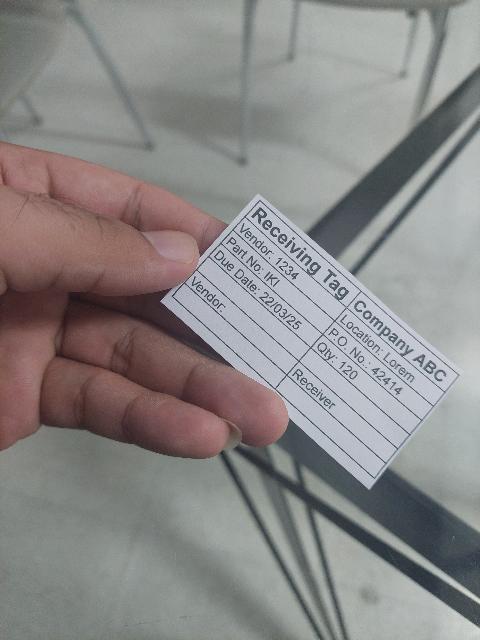 Receiving Tag Company ABC
Vendor: 1234 Location: Lorem
Part No: IKI P.O. No.: 42414
Due Date: 22/03/25 Qty: 120
Vendor: Receiver